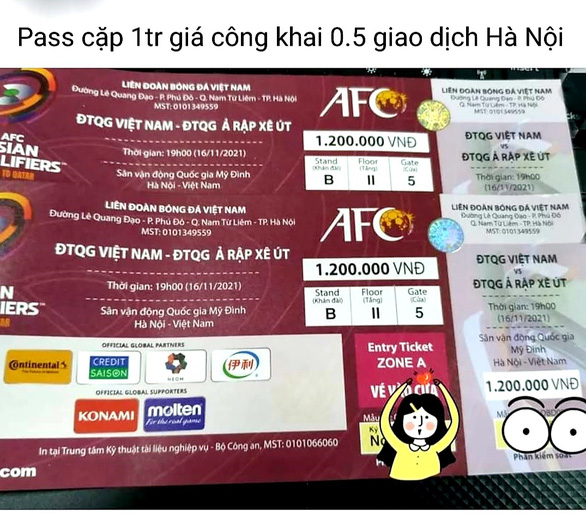 Pass cặp 1tr giá công khai 0.5 giao dịch Hà Nội
LIÊN ĐOÀN BÓNG ĐÁ VIỆT NAM
Đường Lê Quang Đạo - P. Phú Đô - Q. Nam Từ Liêm - TP. Hà Nội
MST: 0101349559
ĐTQG VIỆT NAM - ĐTQG Ả RẬP XÊ ÚT
Thời gian: 19h00 (16/11/2021)
Sân vận động Quốc gia Mỹ Đình
Hà Nội - Việt Nam
AFC
SIAN
LIFIERS™
TO QATAR
AFC
1.200.000 VNĐ
Stand (Khán đài) Floor (Tầng) Gate (Cửa)
B II 5
LIÊN ĐOÀN BÓNG ĐÁ VIỆT NAM
Đường Lê Quang Đạo - P. Phú Đô
Q. Nam Từ Liêm - TP. Hà Nội
MST: 0101349559
ĐTQG VIỆT NAM
vs
ĐTQG Ả RẬP XÊ ÚT
Thời gian: 19h00
(16/11/2021)
LIÊN ĐOÀN BÓNG ĐÁ VIỆT NAM
Đường Lê Quang Đạo - P. Phú Đô - Q. Nam Từ Liêm - TP. Hà Nội
MST: 0101349559
ĐTQG VIỆT NAM - ĐTQG Ả RẬP XÊ ÚT
Thời gian: 19h00 (16/11/2021)
Sân vận động Quốc gia Mỹ Đình
Hà Nội - Việt Nam
N
IERS™
AFC
1.200.000 VNĐ
Stand (Khán đài) Floor (Tầng) Gate (Cửa)
B II 5
LIÊN ĐOÀN BÓNG ĐÁ VIỆT NAM
Đường Lê Quang Đạo - P. Phú Đô
Q. Nam Từ Liêm - TP. Hà Nội
MST: 0101349559
ĐTQG VIỆT NAM
vs
ĐTQG Ả RẬP XÊ ÚT
Thời gian: 19h00
(16/11/2021)
Sân vận động Quốc gia
Mỹ Đình
Hà Nội - Việt Nam
1.200.000 VNĐ
OFFICIAL GLOBAL PARTNERS
Continental
CREDIT SAISON
NEOM
伊利
OFFICIAL GLOBAL SUPPORTERS
KONAMI
molten
For the real game
Entry Ticket
ZONE A
VÉ VÀO CỬA
In tại Trung tâm Kỹ thuật tài liệu nghiệp vụ - Bộ Công an, MST: 0101066060
.com
Phần kiểm soát